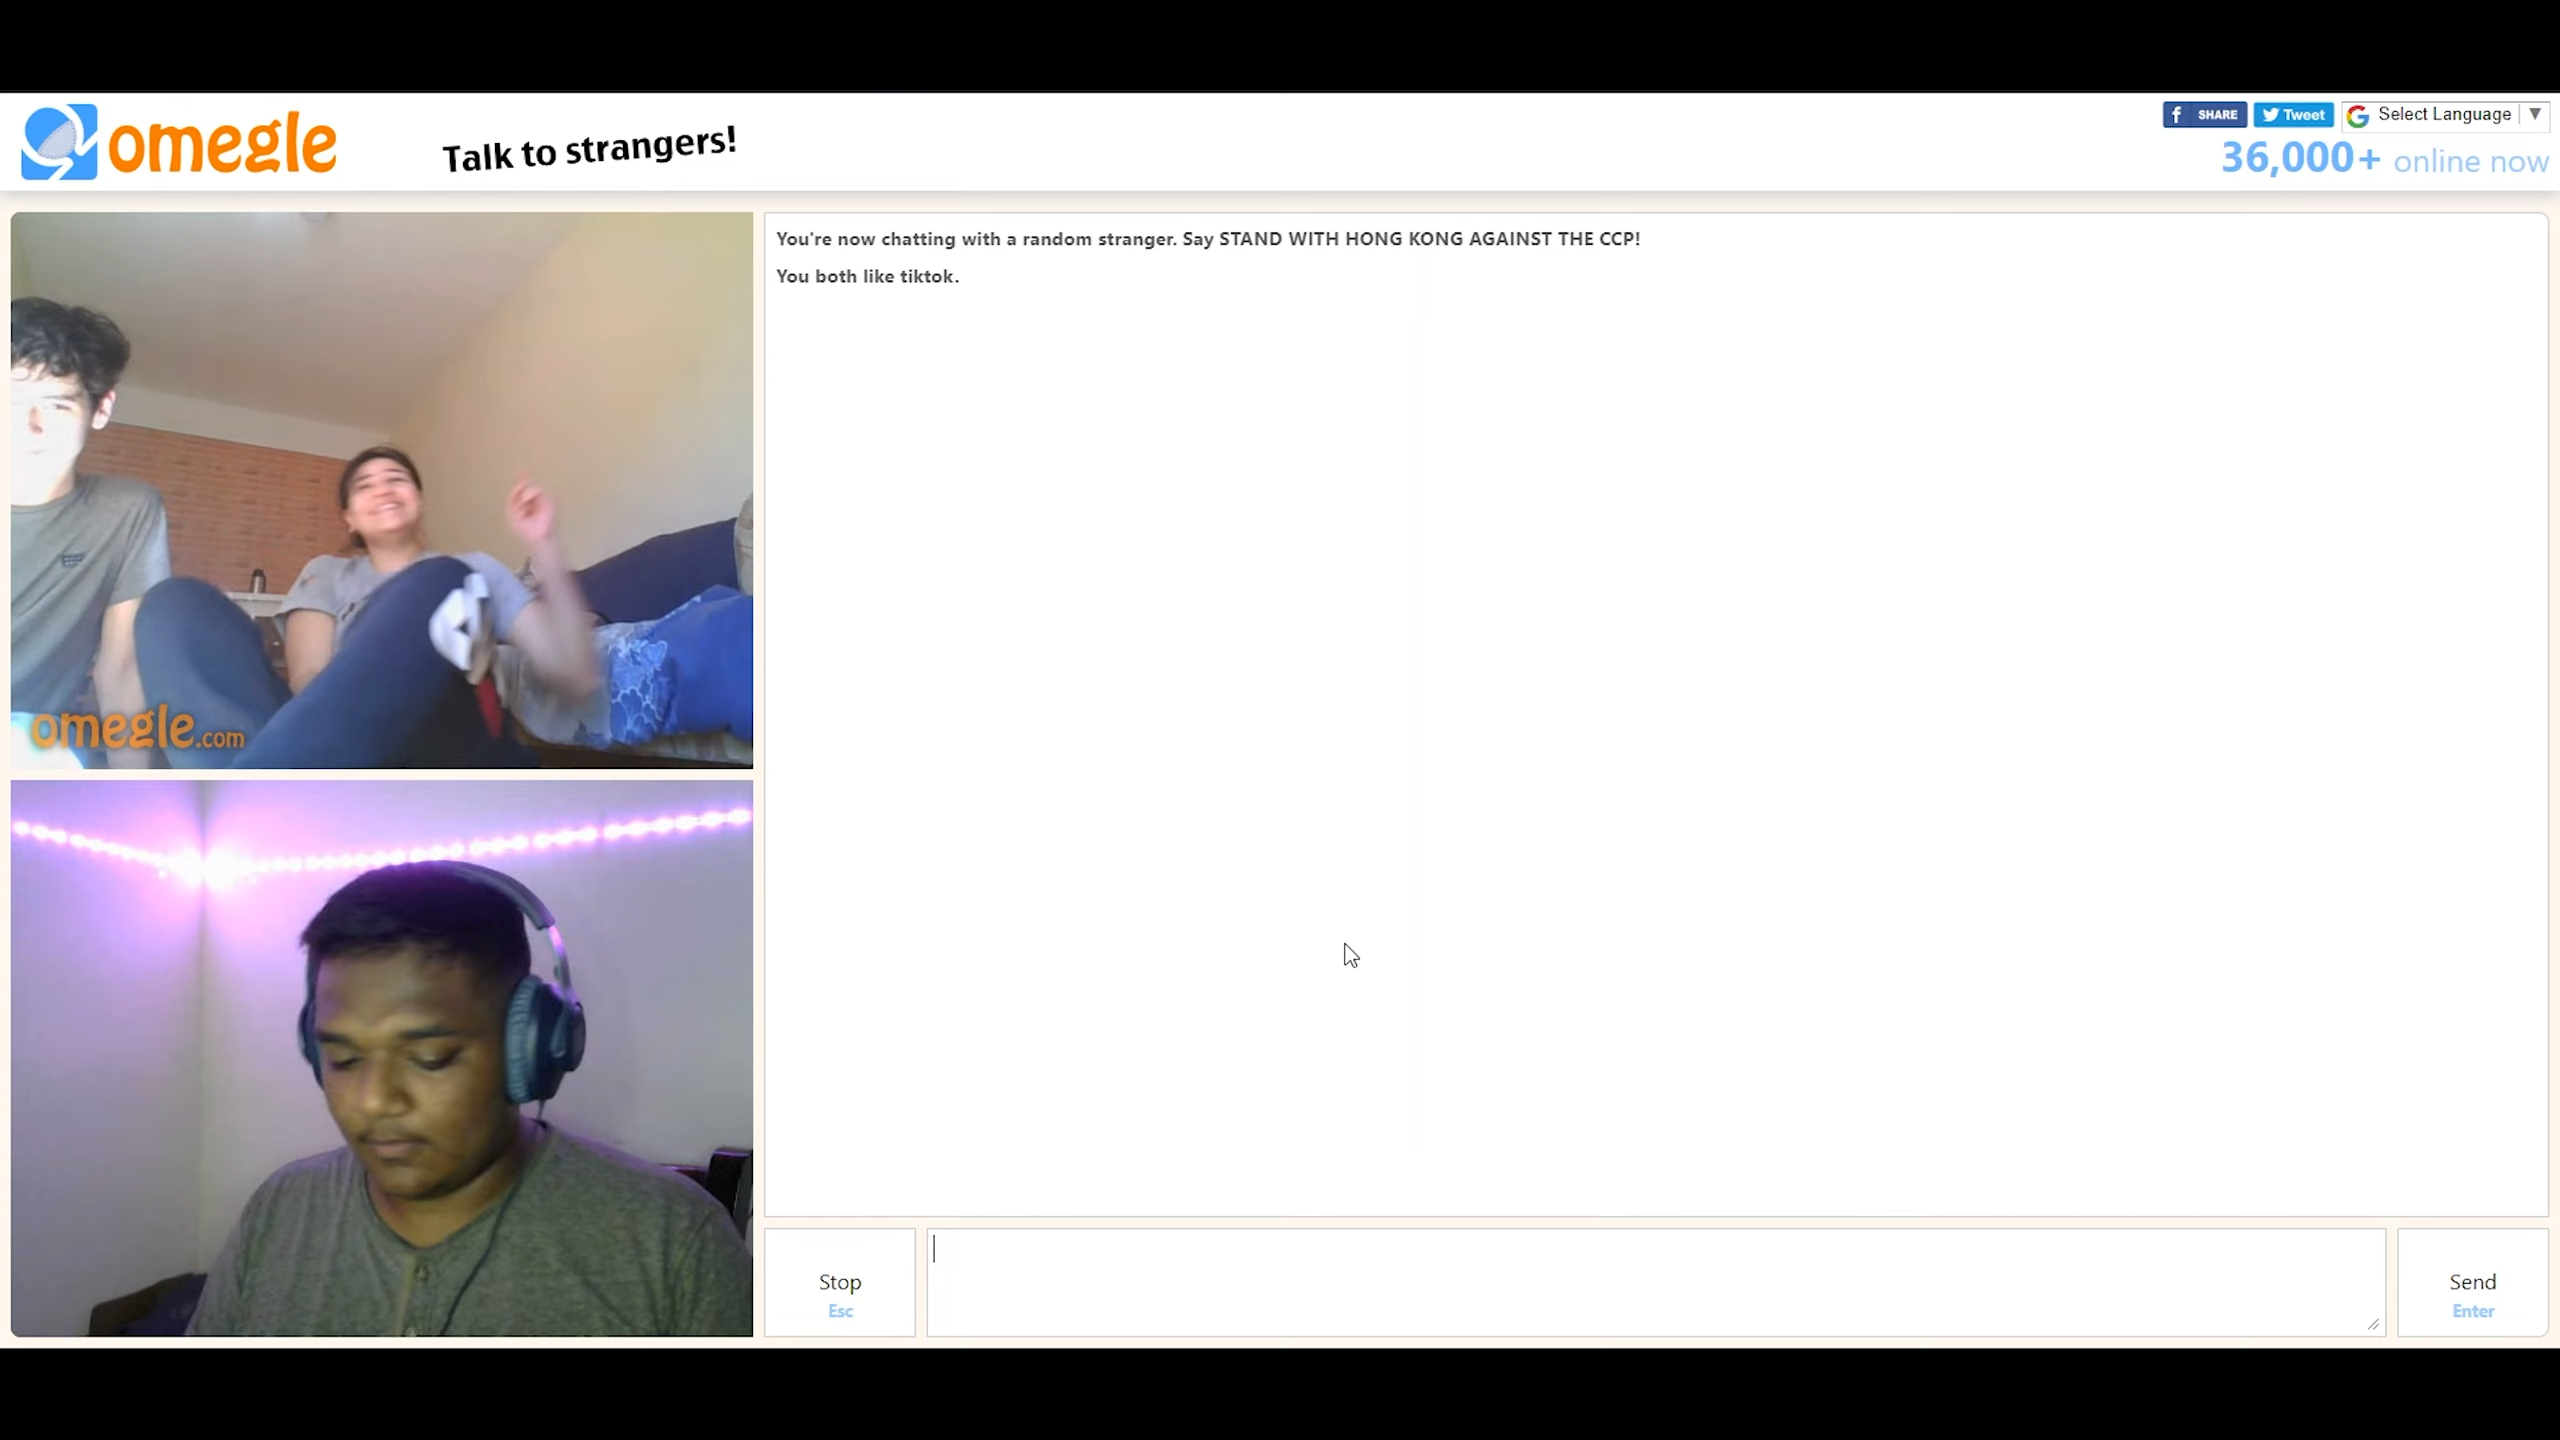 omegle
Talk to strangers!
SHARE
Tweet
Select Language
36,000+ online now
You're now chatting with a random stranger. Say STAND WITH HONG KONG AGAINST THE CCP!
You both like tiktok.
omegle.com
Stop
Esc
Send
Enter